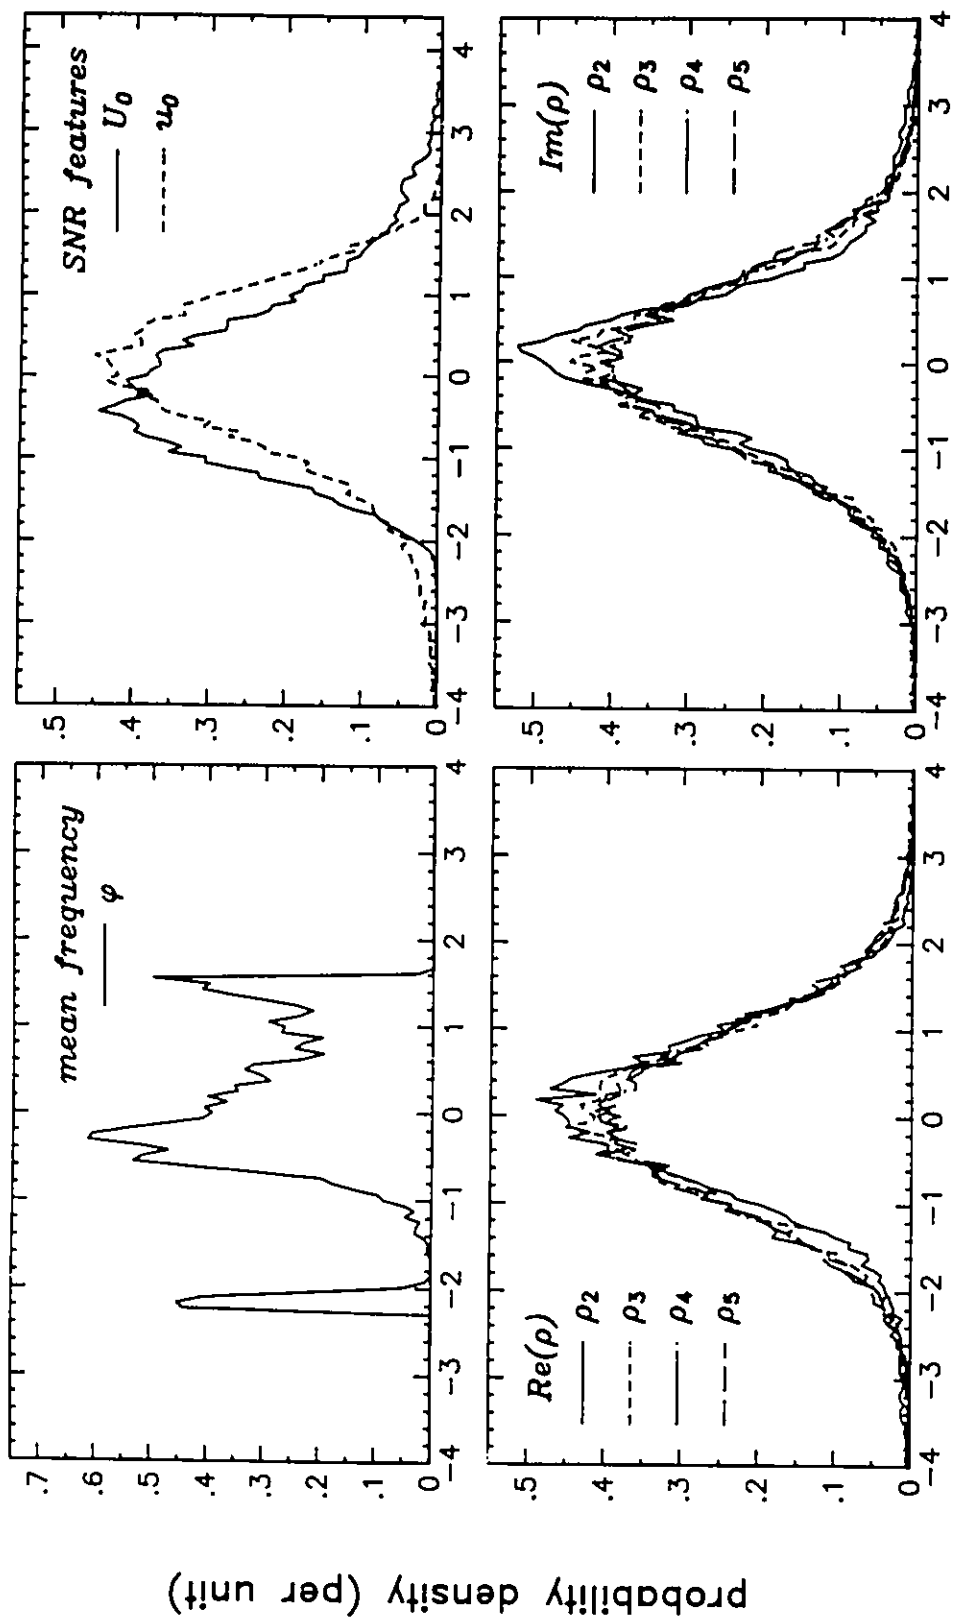 probability density (per unit)
mean frequency
φ
.7
.6
.5
.4
.3
.2
.1
0
−4 −3 −2 −1 0 1 2 3 4
SNR features
U0
u0
.5
.4
.3
.2
.1
0
−4 −3 −2 −1 0 1 2 3 4
Re(ρ)
ρ2
ρ3
ρ4
ρ5
.5
.4
.3
.2
.1
0
−4 −3 −2 −1 0 1 2 3 4
Im(ρ)
ρ2
ρ3
ρ4
ρ5
.5
.4
.3
.2
.1
0
−4 −3 −2 −1 0 1 2 3 4